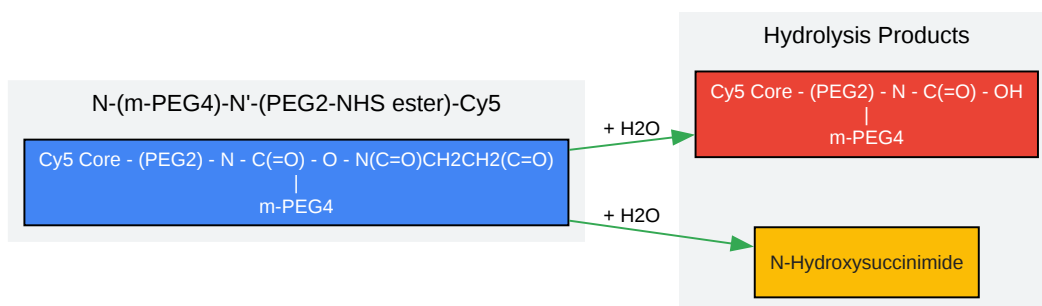 Hydrolysis Products
N-(m-PEG4)-N'-(PEG2-NHS ester)-Cy5
Cy5 Core - (PEG2) - N - C(=O) - O - N(C=O)CH2CH2(C=O)
|
m-PEG4
+ H2O
Cy5 Core - (PEG2) - N - C(=O) - OH
|
m-PEG4
+ H2O
N-Hydroxysuccinimide